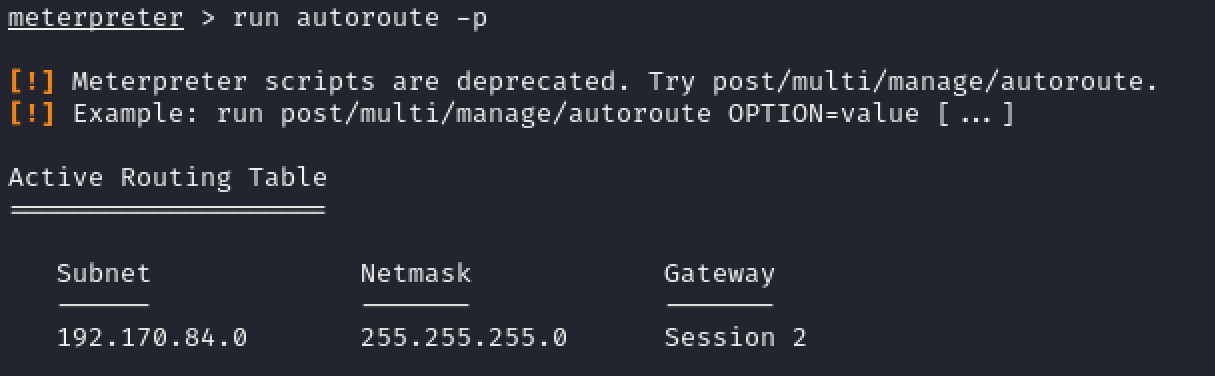 meterpreter > run autoroute -p
[!] Meterpreter scripts are deprecated. Try post/multi/manage/autoroute.
[!] Example: run post/multi/manage/autoroute OPTION=value [...]
Active Routing Table
====================
Subnet Netmask Gateway
------ ------- -------
192.170.84.0 255.255.255.0 Session 2